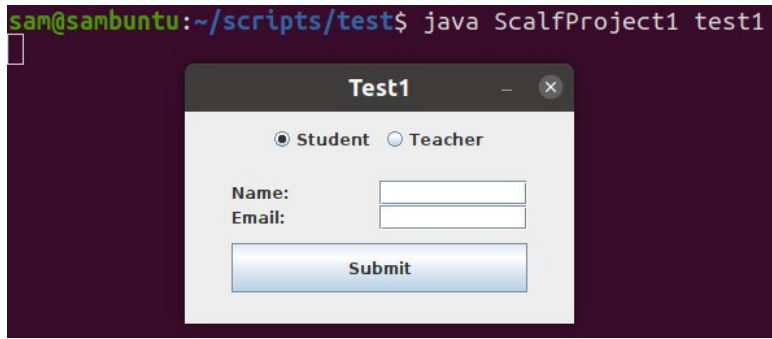 sam@sambuntu:~/scripts/test$ java ScalfProject1 test1
Test1
Student Teacher
Name:
Email:
Submit